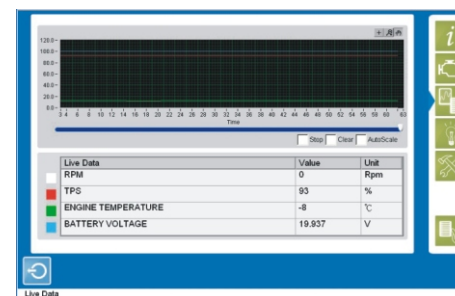 120.0-
100.0-
80.0-
60.0-
40.0-
20.0-
0.0-
3 4 6 8 10 12 14 16 18 20 22 24 26 28 30 32 34 36 38 40 42 44 46 48 50 52 54 56 58 60 63
Time
Stop Clear AutoScale
Live Data Value Unit
RPM 0 Rpm
TPS 93 %
ENGINE TEMPERATURE -8 °C
BATTERY VOLTAGE 19.937 V
Live Data